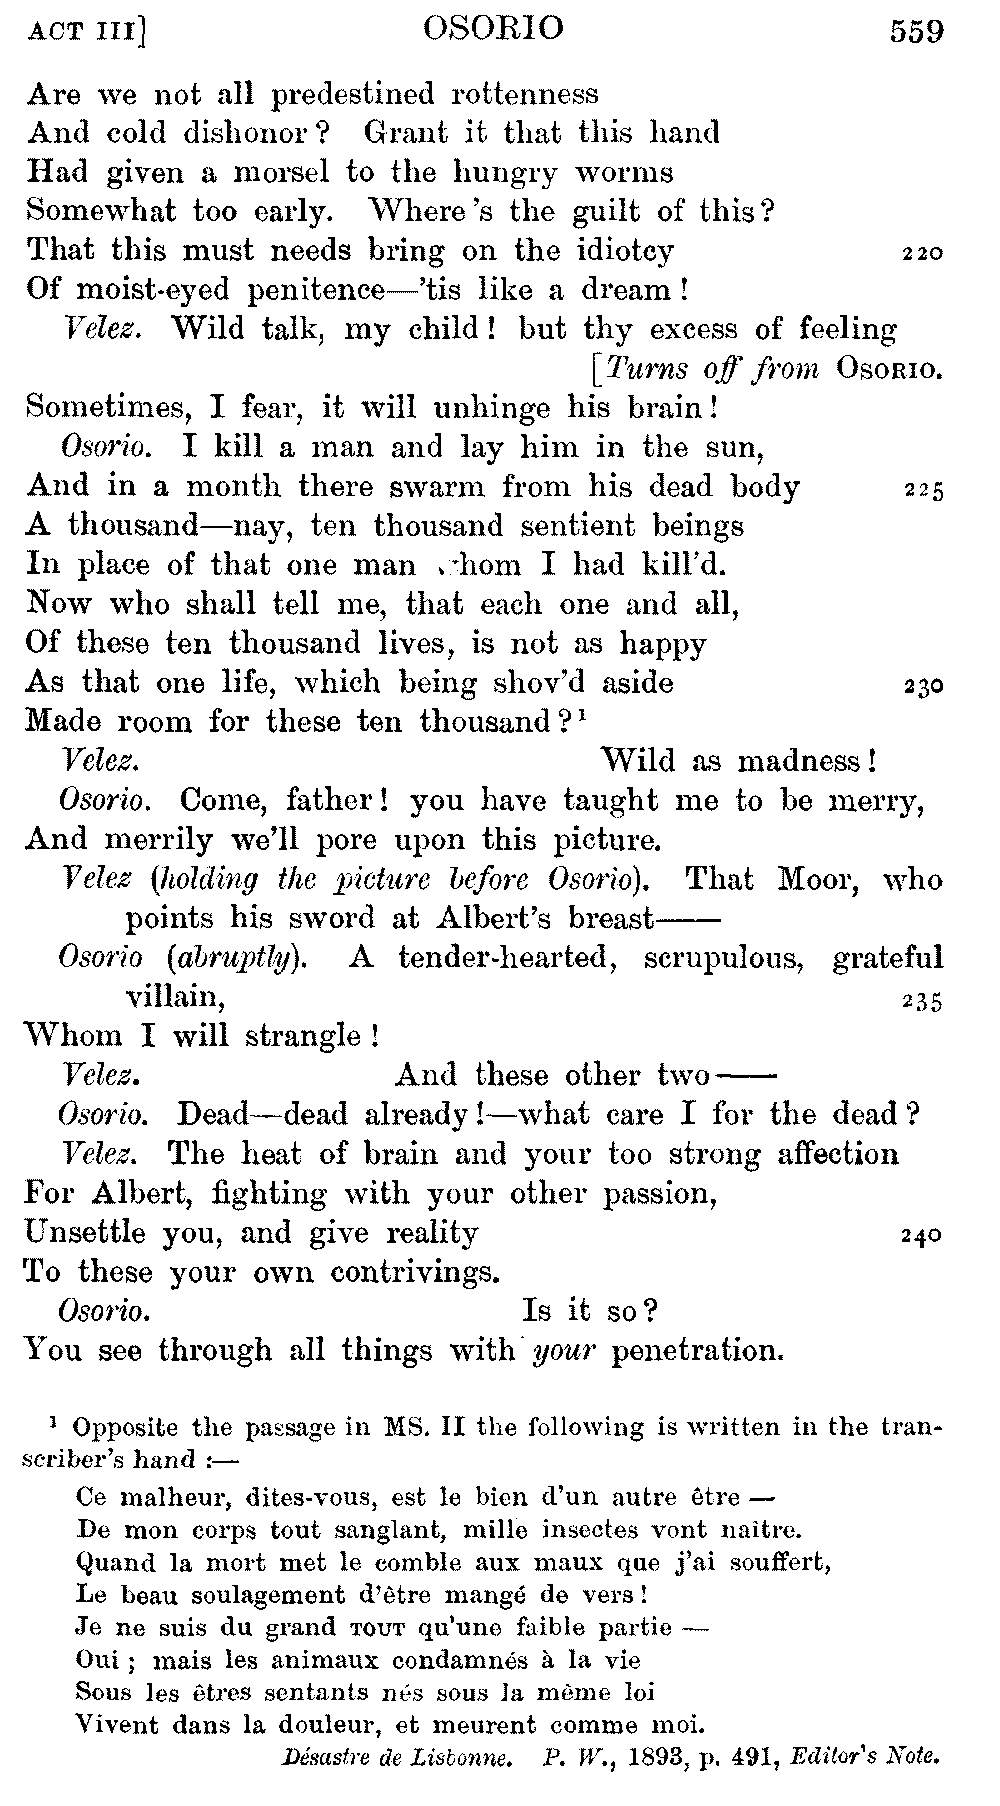 ACT III] OSORIO 559
Are we not all predestined rottenness
And cold dishonor? Grant it that this hand
Had given a morsel to the hungry worms
Somewhat too early. Where's the guilt of this?
That this must needs bring on the idiotcy 220
Of moist-eyed penitence—'tis like a dream!
Velez. Wild talk, my child! but thy excess of feeling
[Turns off from OSORIO.
Sometimes, I fear, it will unhinge his brain!
Osorio. I kill a man and lay him in the sun,
And in a month there swarm from his dead body 225
A thousand—nay, ten thousand sentient beings
In place of that one man whom I had kill'd.
Now who shall tell me, that each one and all,
Of these ten thousand lives, is not as happy
As that one life, which being shov'd aside 230
Made room for these ten thousand?¹
Velez. Wild as madness!
Osorio. Come, father! you have taught me to be merry,
And merrily we'll pore upon this picture.
Velez (holding the picture before Osorio). That Moor, who
points his sword at Albert's breast——
Osorio (abruptly). A tender-hearted, scrupulous, grateful
villain, 235
Whom I will strangle!
Velez. And these other two——
Osorio. Dead—dead already!—what care I for the dead?
Velez. The heat of brain and your too strong affection
For Albert, fighting with your other passion,
Unsettle you, and give reality 240
To these your own contrivings.
Osorio. Is it so?
You see through all things with your penetration.
¹ Opposite the passage in MS. II the following is written in the tran-
scriber's hand:—
Ce malheur, dites-vous, est le bien d'un autre être —
De mon corps tout sanglant, mille insectes vont naître.
Quand la mort met le comble aux maux que j'ai souffert,
Le beau soulagement d'être mangé de vers!
Je ne suis du grand TOUT qu'une faible partie —
Oui; mais les animaux condamnés à la vie
Sous les êtres sentants nés sous la même loi
Vivent dans la douleur, et meurent comme moi.
Désastre de Lisbonne. P. W., 1893, p. 491, Editor's Note.